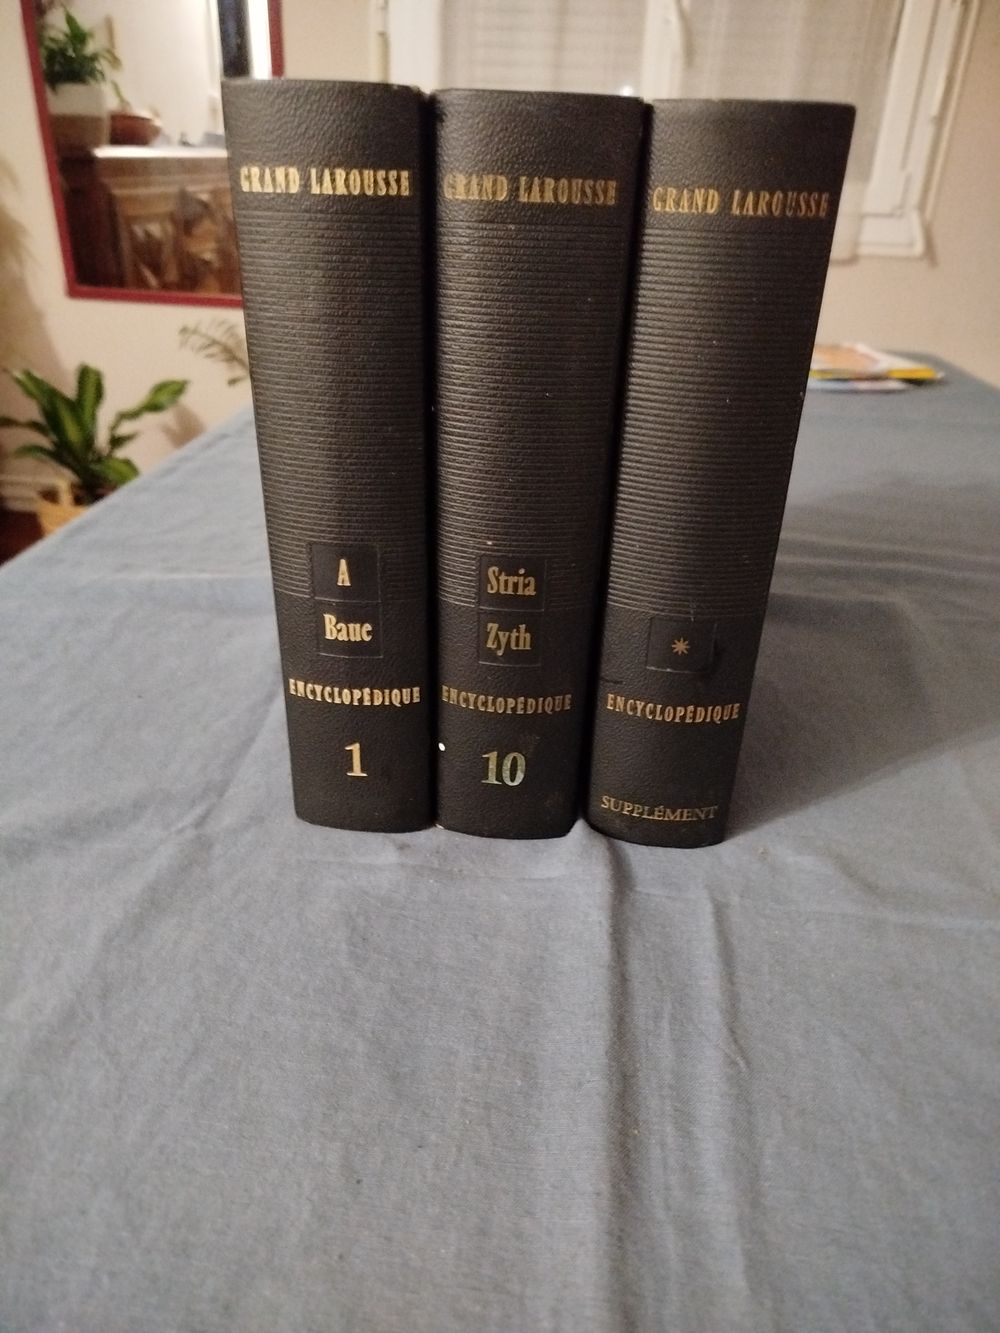 GRAND LAROUSSE
A
Bauc
ENCYCLOPÉDIQUE
1
GRAND LAROUSSE
Stria
Zyth
ENCYCLOPÉDIQUE
10
GRAND LAROUSSE
ENCYCLOPÉDIQUE
SUPPLÉMENT